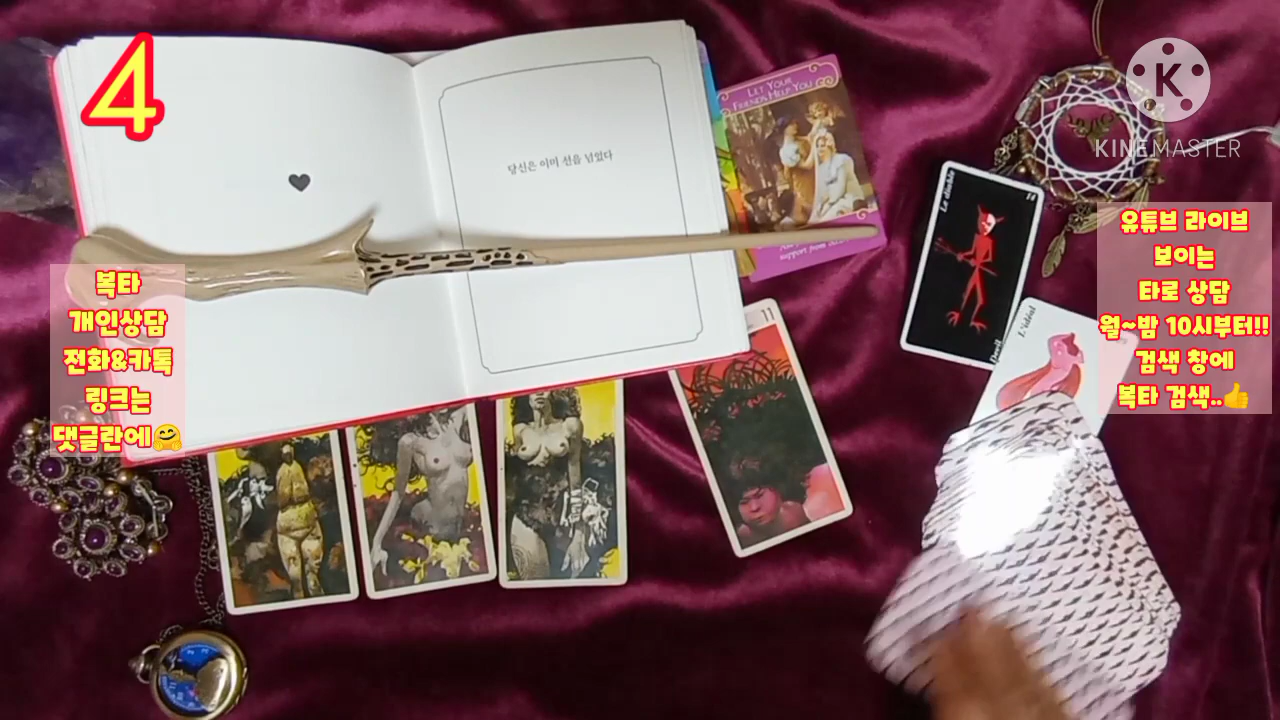 4
당신은 이미 선을 넘었다
LET YOUR
FRIENDS HELP YOU
support from
Le diable
Devil
L'idéal
11
KINEMASTER
복타
개인상담
전화&카톡
링크는
댓글란에🤗
유튜브 라이브
보이는
타로 상담
월~밤 10시부터!!
검색 창에
복타 검색..👍